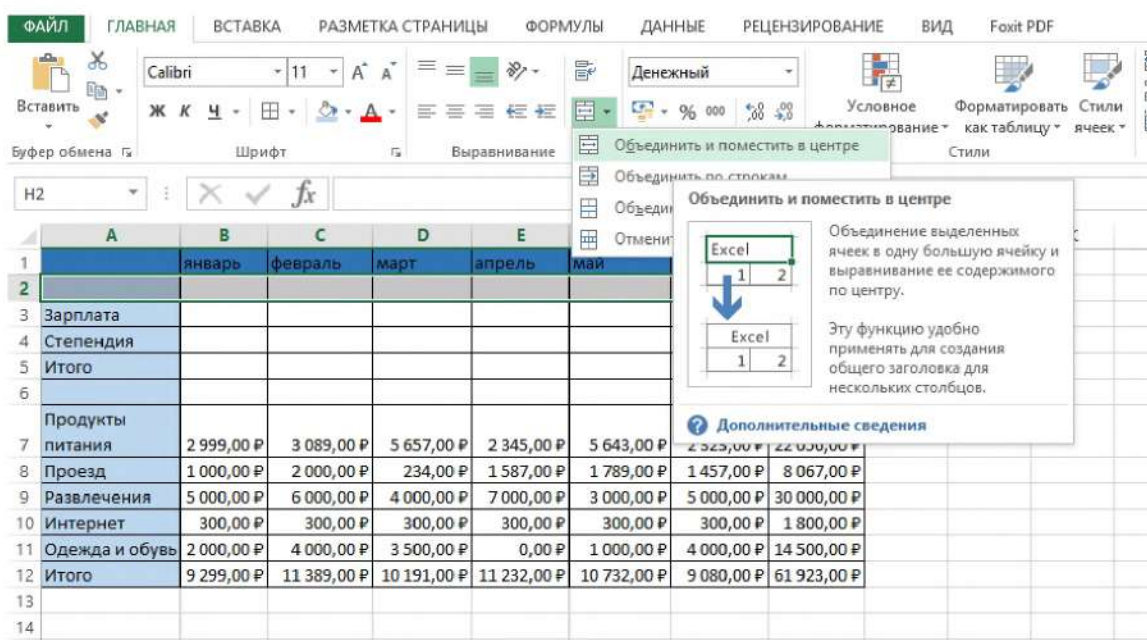 ФАЙЛ ГЛАВНАЯ ВСТАВКА РАЗМЕТКА СТРАНИЦЫ ФОРМУЛЫ ДАННЫЕ РЕЦЕНЗИРОВАНИЕ ВИД Foxit PDF
Вставить
Calibri 11 A A
Ж К Ч A
Денежный
% 000
Условное
форматирование
Форматировать
как таблицу
Стили
ячеек
Буфер обмена Шрифт Выравнивание Стили
Объединить и поместить в центре
Объединить по строкам
Отменит
Объединить и поместить в центре
Excel
1 2
Excel
1 2
Объединение выделенных
ячеек в одну большую ячейку и
выравнивание ее содержимого
по центру.
Эту функцию удобно
применять для создания
общего заголовка для
нескольких столбцов.
Дополнительные сведения
H2 fx
A B C D E
1 январь февраль март апрель май
2
3 Зарплата
4 Степендия
5 Итого
6
Продукты
7 питания 2 999,00 ₽ 3 089,00 ₽ 5 657,00 ₽ 2 345,00 ₽ 5 643,00 ₽
8 Проезд 1 000,00 ₽ 2 000,00 ₽ 234,00 ₽ 1 587,00 ₽ 1 789,00 ₽ 1 457,00 ₽ 8 067,00 ₽
9 Развлечения 5 000,00 ₽ 6 000,00 ₽ 4 000,00 ₽ 7 000,00 ₽ 3 000,00 ₽ 5 000,00 ₽ 30 000,00 ₽
10 Интернет 300,00 ₽ 300,00 ₽ 300,00 ₽ 300,00 ₽ 300,00 ₽ 300,00 ₽ 1 800,00 ₽
11 Одежда и обувь 2 000,00 ₽ 4 000,00 ₽ 3 500,00 ₽ 0,00 ₽ 1 000,00 ₽ 4 000,00 ₽ 14 500,00 ₽
12 Итого 9 299,00 ₽ 11 389,00 ₽ 10 191,00 ₽ 11 232,00 ₽ 10 732,00 ₽ 9 080,00 ₽ 61 923,00 ₽
13
14